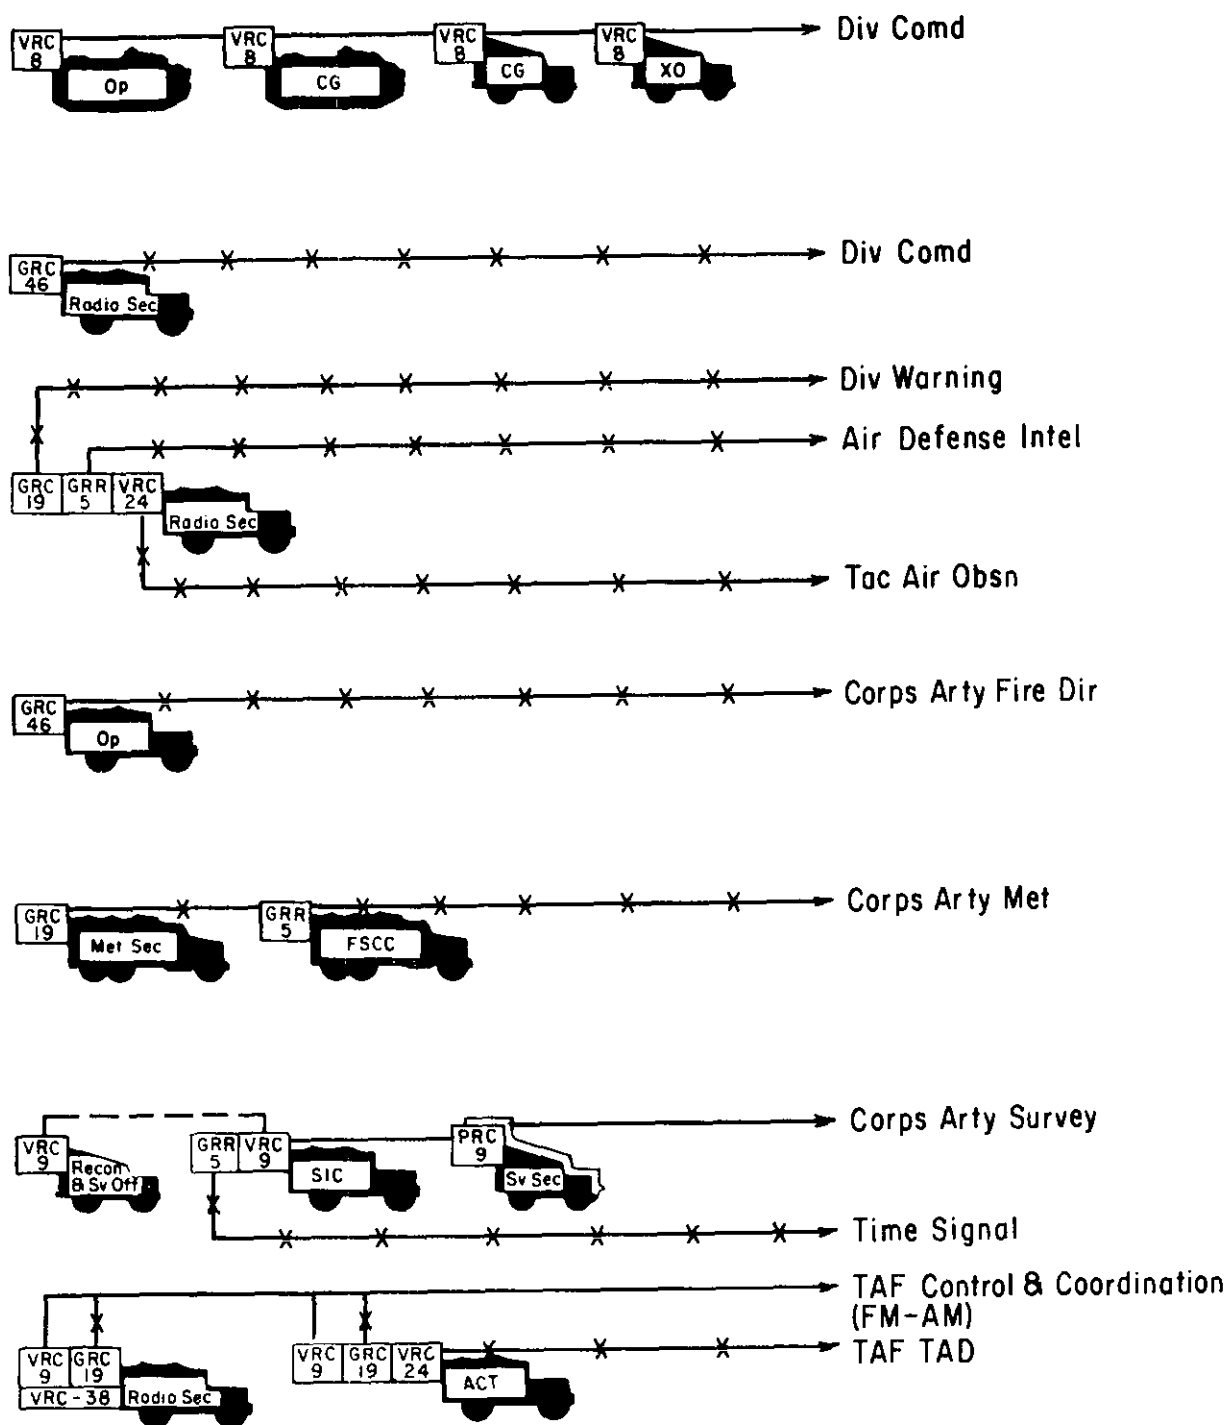 VRC
8
Op
VRC
8
CG
VRC
8
CG
VRC
8
XO
Div Comd
GRC
46
Radio Sec
Div Comd
Div Warning
Air Defense Intel
GRC
19
GRR
5
VRC
24
Radio Sec
Tac Air Obsn
GRC
46
Op
Corps Arty Fire Dir
GRC
19
Met Sec
GRR
5
FSCC
Corps Arty Met
VRC
9
Recon
& Sv Off
GRR
5
VRC
9
SIC
PRC
9
Sv Sec
Corps Arty Survey
Time Signal
TAF Control & Coordination
(FM-AM)
TAF TAD
VRC
9
GRC
19
VRC-38
Radio Sec
VRC
9
GRC
19
VRC
24
ACT